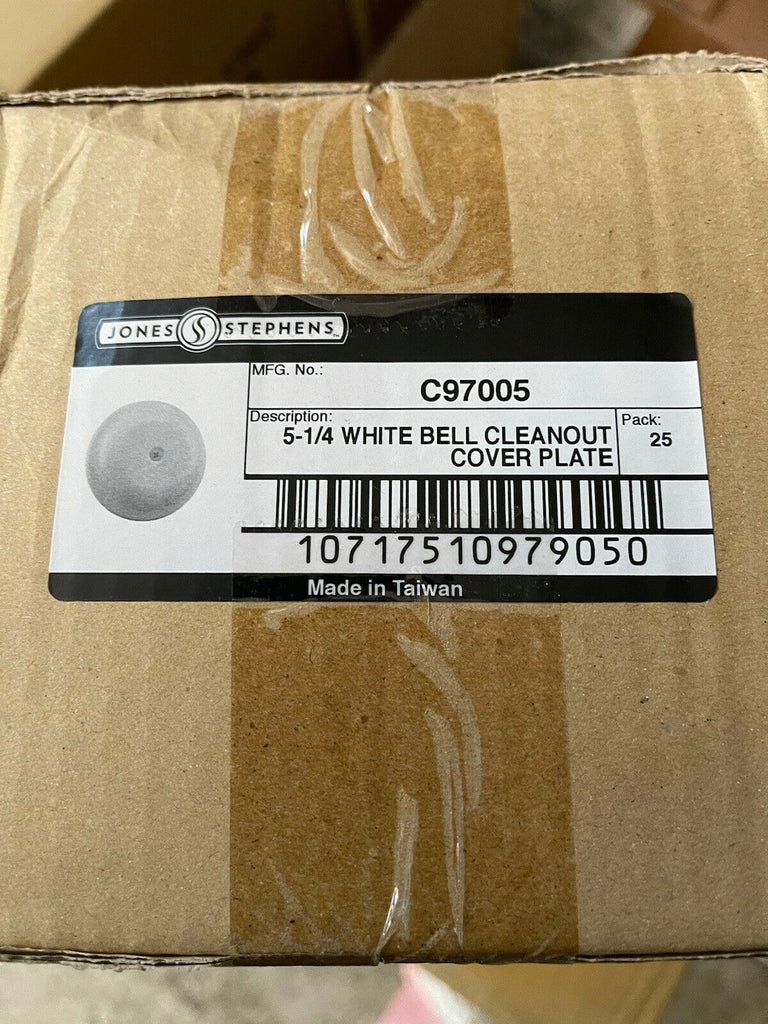 JONES S STEPHENS™
MFG. No.:
C97005
Description:
5-1/4 WHITE BELL CLEANOUT
COVER PLATE
Pack:
25
10717510979050
Made in Taiwan